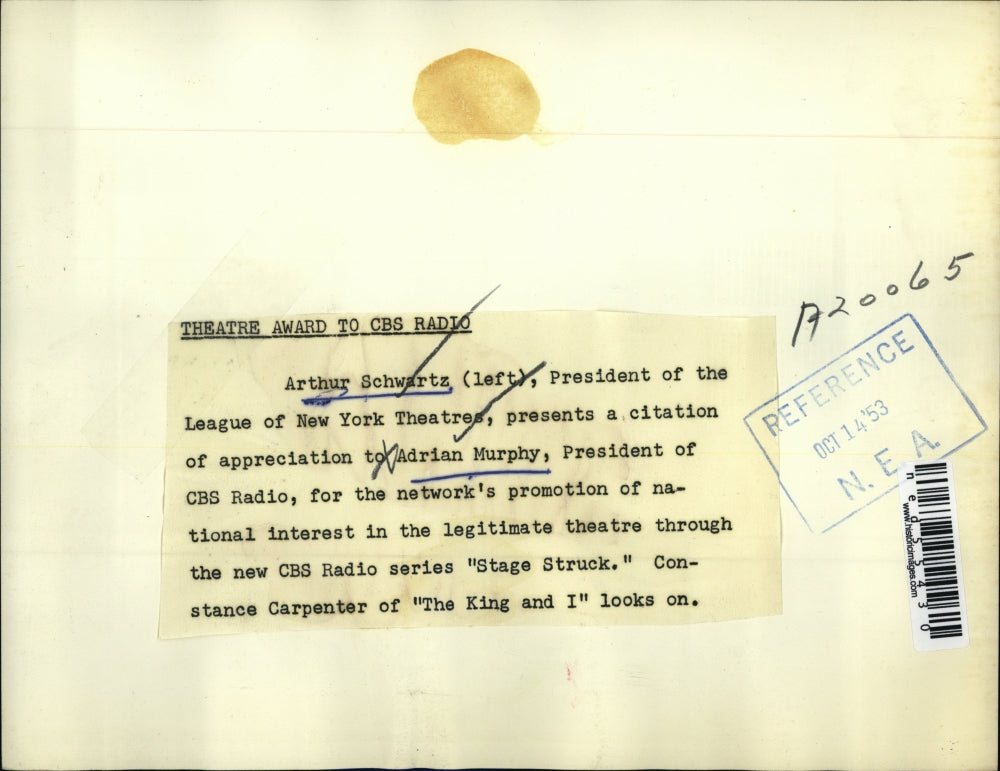 THEATRE AWARD TO CBS RADIO
Arthur Schwartz (left), President of the
League of New York Theatres, presents a citation
of appreciation to Adrian Murphy, President of
CBS Radio, for the network's promotion of na-
tional interest in the legitimate theatre through
the new CBS Radio series "Stage Struck." Con-
stance Carpenter of "The King and I" looks on.
A20065
REFERENCE
OCT 14 '53
N. E. A.
www.historicimages.com
ned55430